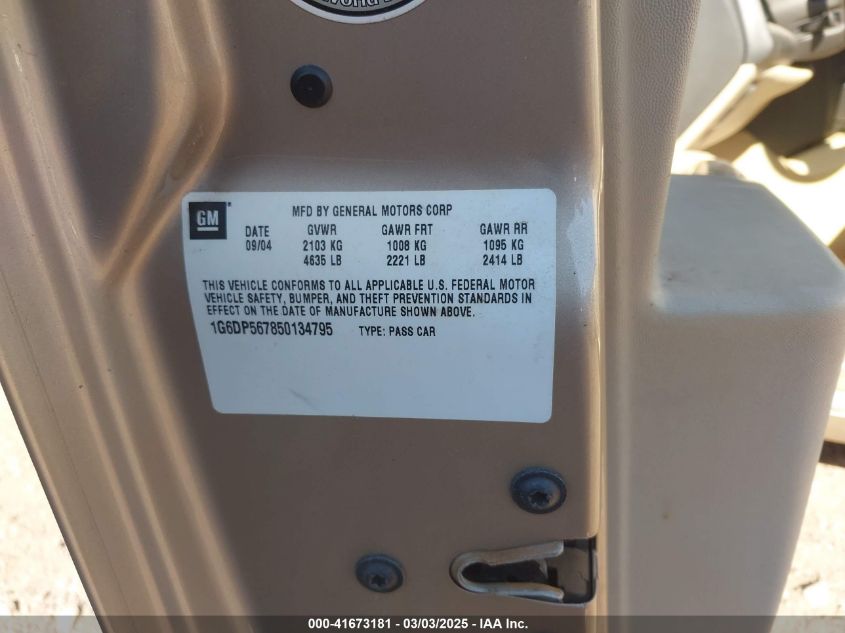 World
GM
MFD BY GENERAL MOTORS CORP
DATE GVWR GAWR FRT GAWR RR
09/04 2103 KG 1008 KG 1095 KG
4635 LB 2221 LB 2414 LB
THIS VEHICLE CONFORMS TO ALL APPLICABLE U.S. FEDERAL MOTOR
VEHICLE SAFETY, BUMPER, AND THEFT PREVENTION STANDARDS IN
EFFECT ON THE DATE OF MANUFACTURE SHOWN ABOVE.
1G6DP567850134795 TYPE: PASS CAR
000-41673181 - 03/03/2025 - IAA Inc.